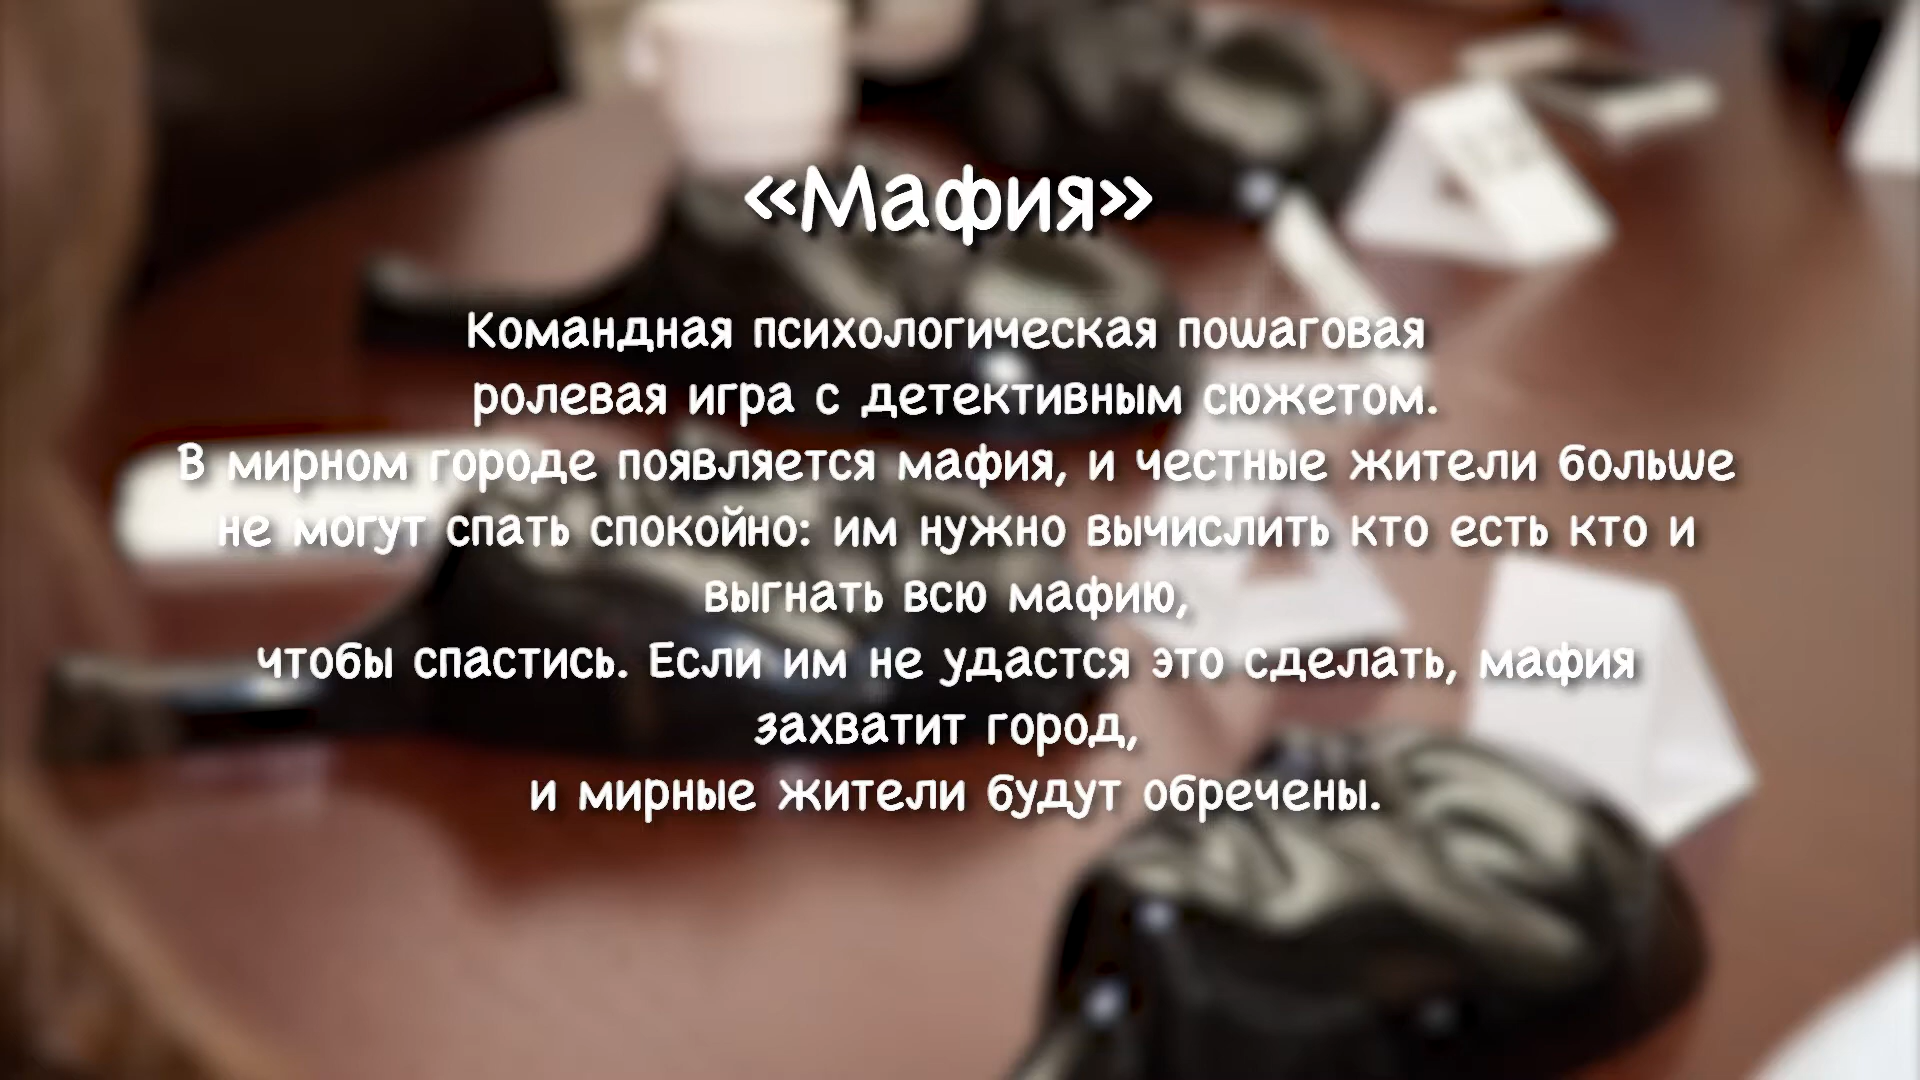 «Мафия»
Командная психологическая пошаговая
ролевая игра с детективным сюжетом.
В мирном городе появляется мафия, и честные жители больше
не могут спать спокойно: им нужно вычислить кто есть кто и
выгнать всю мафию,
чтобы спастись. Если им не удастся это сделать, мафия
захватит город,
и мирные жители будут обречены.